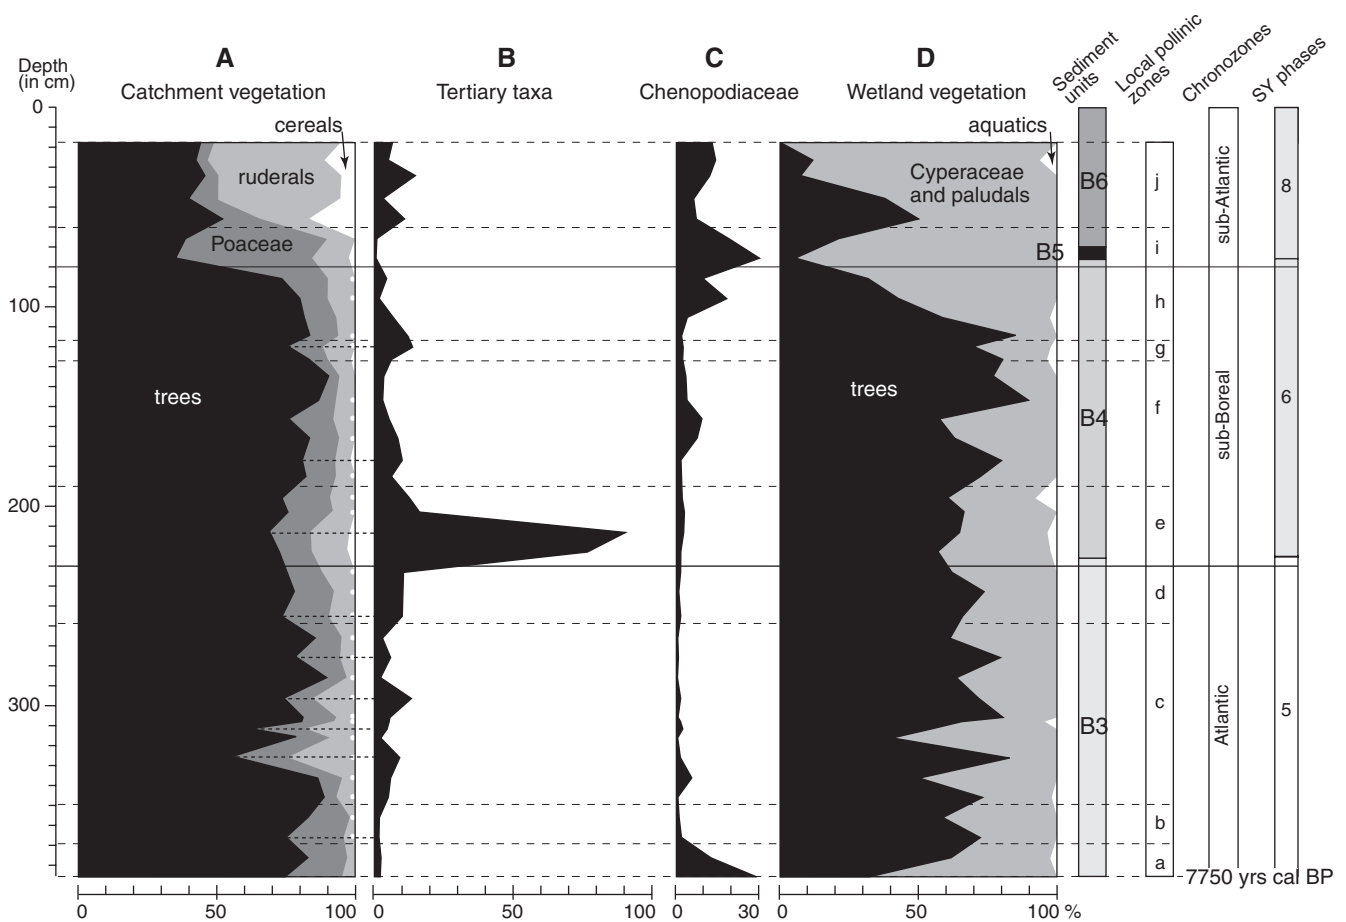 A B C D
Depth
(in cm)
Catchment vegetation
Tertiary taxa
Chenopodiaceae
Wetland vegetation
Sediment
units
Local pollinic
zones
Chronozones
SY phases
0
cereals
aquatics
ruderals
Cyperaceae
and paludals
B6
j
sub-Atlantic
8
Poaceae
B5
i
100
h
g
trees
trees
f
B4
sub-Boreal
6
200
e
d
300
c
B3
Atlantic
5
b
a
7750 yrs cal BP
0 50 100 0 50 100 0 30 0 50 100 %